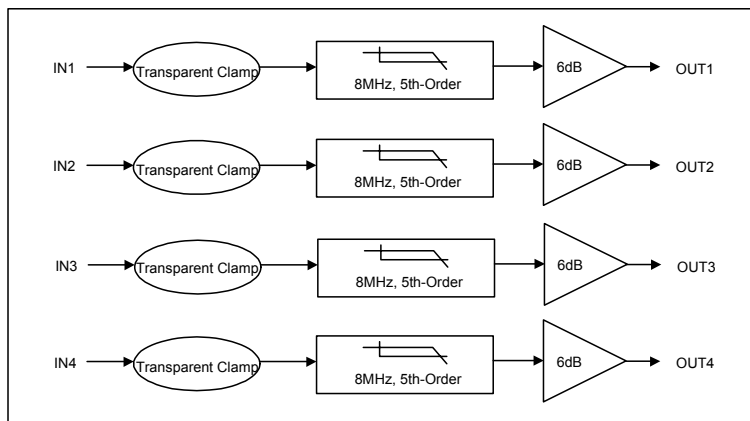 IN1 Transparent Clamp 8MHz, 5th-Order 6dB OUT1
IN2 Transparent Clamp 8MHz, 5th-Order 6dB OUT2
IN3 Transparent Clamp 8MHz, 5th-Order 6dB OUT3
IN4 Transparent Clamp 8MHz, 5th-Order 6dB OUT4